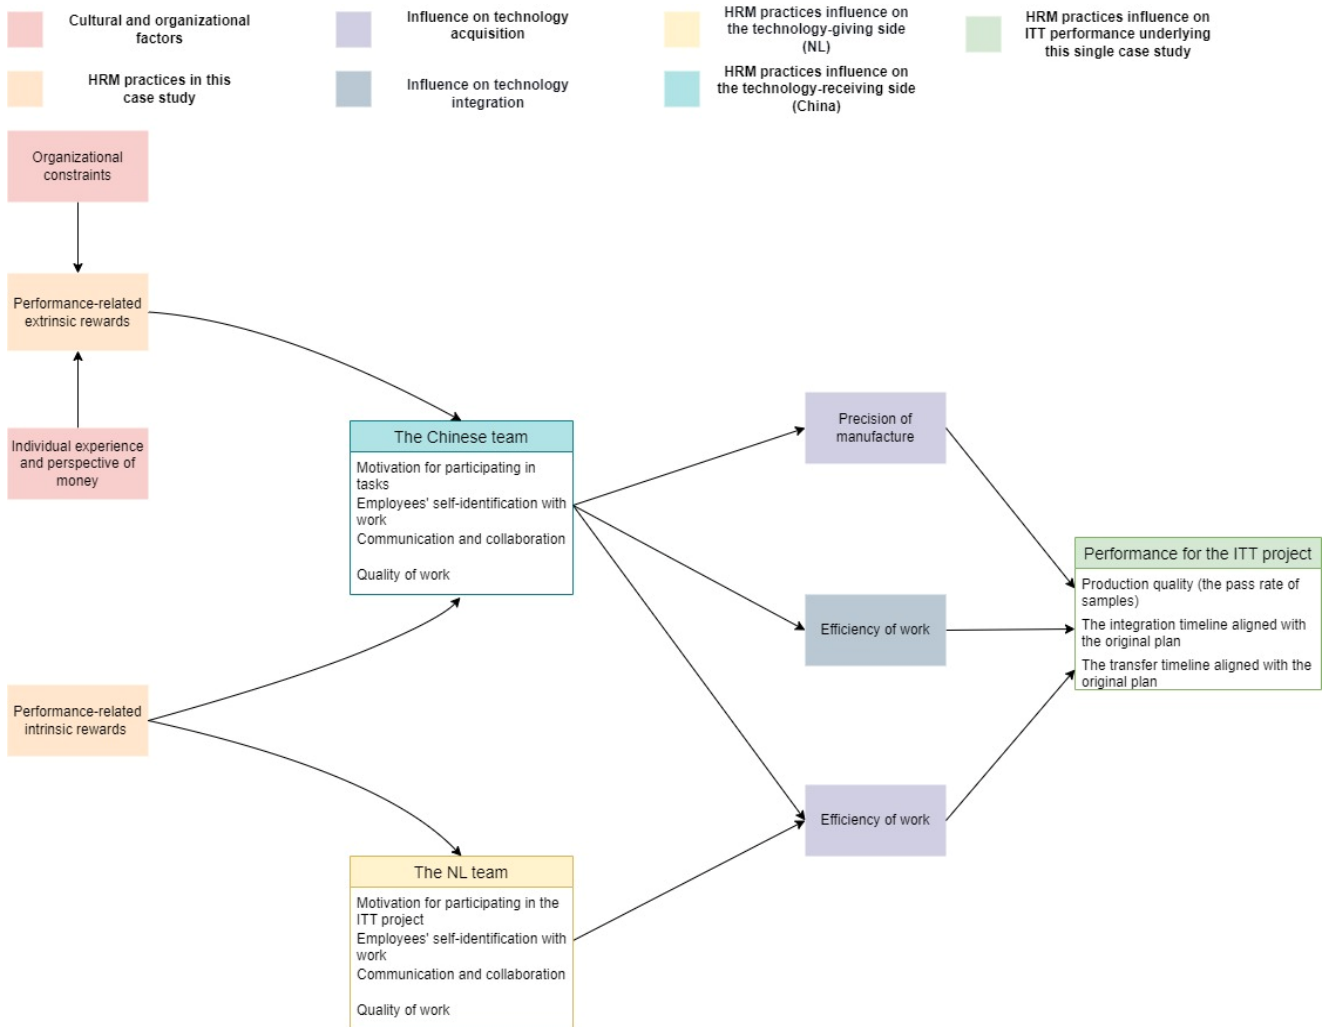 Cultural and organizational
factors
Influence on technology
acquisition
HRM practices influence on
the technology-giving side
(NL)
HRM practices influence on
ITT performance underlying
this single case study
HRM practices in this
case study
Influence on technology
integration
HRM practices influence on
the technology-receiving side
(China)
Organizational
constraints
Performance-related
extrinsic rewards
Individual experience
and perspective of
money
The Chinese team
Motivation for participating in
tasks
Employees' self-identification with
work
Communication and collaboration
Quality of work
Precision of
manufacture
Efficiency of work
Performance for the ITT project
Production quality (the pass rate of
samples)
The integration timeline aligned with
the original plan
The transfer timeline aligned with the
original plan
Performance-related
intrinsic rewards
Efficiency of work
The NL team
Motivation for participating in the
ITT project
Employees' self-identification with
work
Communication and collaboration
Quality of work